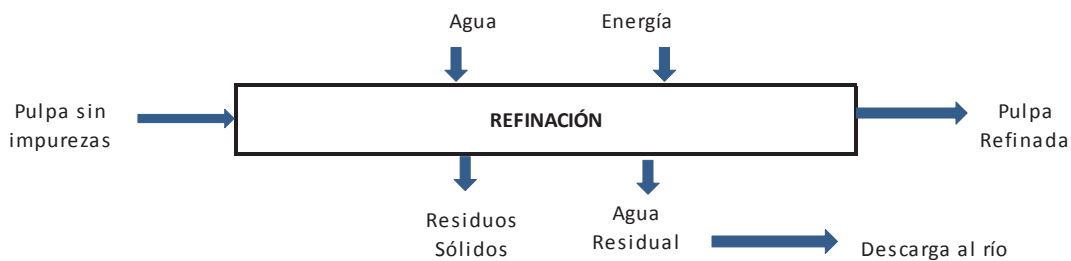 Agua
Energía
Pulpa sin
impurezas
REFINACIÓN
Pulpa
Refinada
Residuos
Sólidos
Agua
Residual
Descarga al río